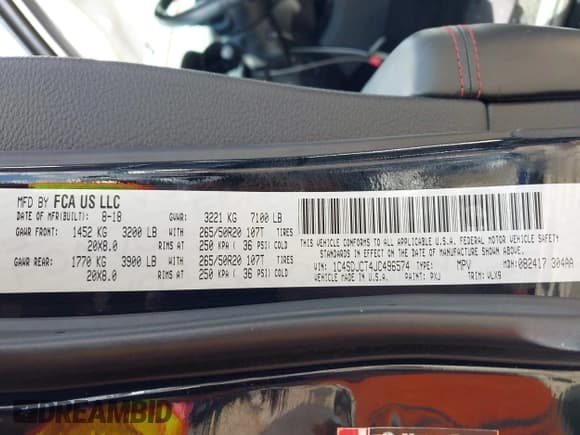 MFD BY FCA US LLC
DATE OF MFR(BUILT): 8-18 GVWR: 3221 KG 7100 LB
GAWR FRONT: 1452 KG 3200 LB WITH 265/50R20 107T TIRES
20X8.0 RIMS AT 250 KPA ( 36 PSI) COLD
GAWR REAR: 1770 KG 3900 LB WITH 265/50R20 107T TIRES
20X8.0 RIMS AT 250 KPA ( 36 PSI) COLD
THIS VEHICLE CONFORMS TO ALL APPLICABLE U.S.A. FEDERAL MOTOR VEHICLE SAFETY
STANDARDS IN EFFECT ON THE DATE OF MANUFACTURE SHOWN ABOVE.
VIN: 1C4SDJCT4JC496574 TYPE: MPV MDH: 082417 304AA
VEHICLE MADE IN U.S.A. PAINT: PXJ TRIM: VLX9
DREAMBID